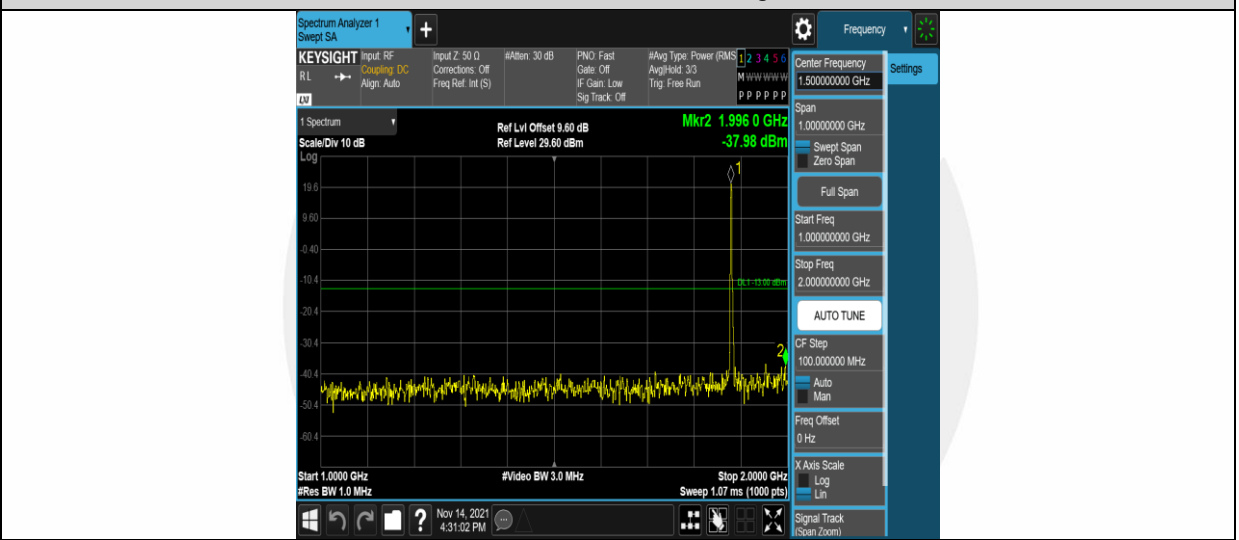 Spectrum Analyzer 1
Swept SA
+
Frequency
KEYSIGHT
RL
LXI
Input: RF
Coupling: DC
Align: Auto
Input Z: 50 Ω
Corrections: Off
Freq Ref: Int (S)
#Atten: 30 dB
PNO: Fast
Gate: Off
IF Gain: Low
Sig Track: Off
#Avg Type: Power (RMS
Avg|Hold: 3/3
Trig: Free Run
1 2 3 4 5 6
M W W W W W
P P P P P P
1 Spectrum
Scale/Div 10 dB
Ref Lvl Offset 9.60 dB
Ref Level 29.60 dBm
Mkr2 1.996 0 GHz
-37.98 dBm
Log
19.6
9.60
-0.40
-10.4
-20.4
-30.4
-40.4
-50.4
-60.4
1
DL1 -13.00 dBm
2
Start 1.0000 GHz
#Res BW 1.0 MHz
#Video BW 3.0 MHz
Stop 2.0000 GHz
Sweep 1.07 ms (1000 pts)
Center Frequency
1.500000000 GHz
Settings
Span
1.00000000 GHz
Swept Span
Zero Span
Full Span
Start Freq
1.000000000 GHz
Stop Freq
2.000000000 GHz
AUTO TUNE
CF Step
100.000000 MHz
Auto
Man
Freq Offset
0 Hz
X Axis Scale
Log
Lin
Signal Track
(Span Zoom)
?
Nov 14, 2021
4:31:02 PM